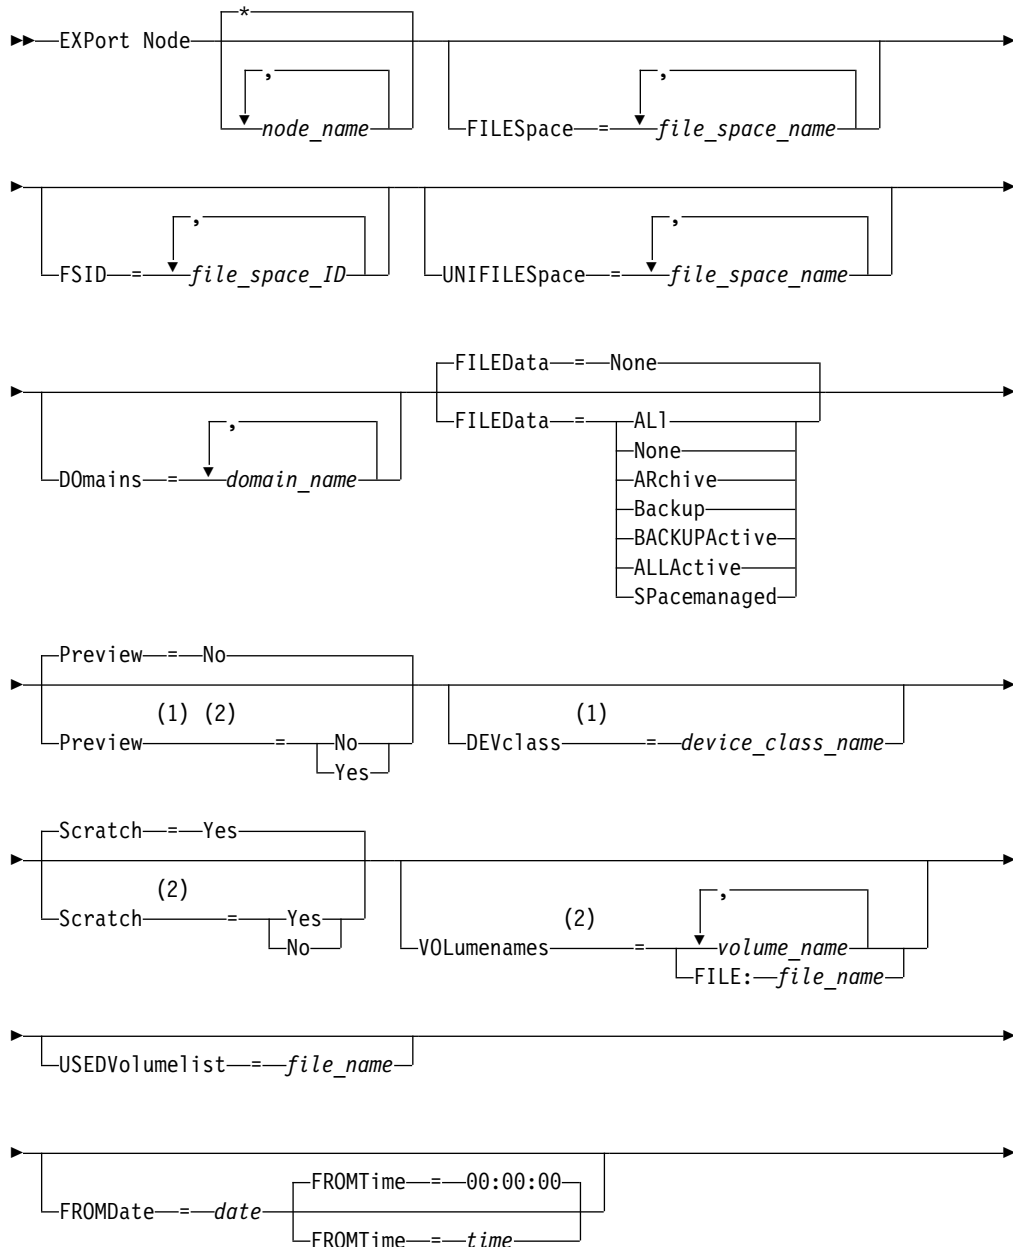 *
EXPort Node
,
,
node_name
FILESpace = file_space_name
,
,
FSID = file_space_ID
UNIFILESpace = file_space_name
FILEData = None
FILEData = ALl
,
None
DOmains = domain_name
ARchive
Backup
BACKUPActive
ALLActive
SPacemanaged
Preview = No
(1) (2)
(1)
Preview = No
DEVclass = device_class_name
Yes
Scratch = Yes
(2)
,
Scratch = Yes
(2)
No
VOLumenames = volume_name
FILE: file_name
USEDVolumelist = file_name
FROMTime = 00:00:00
FROMDate = date
FROMTime = time